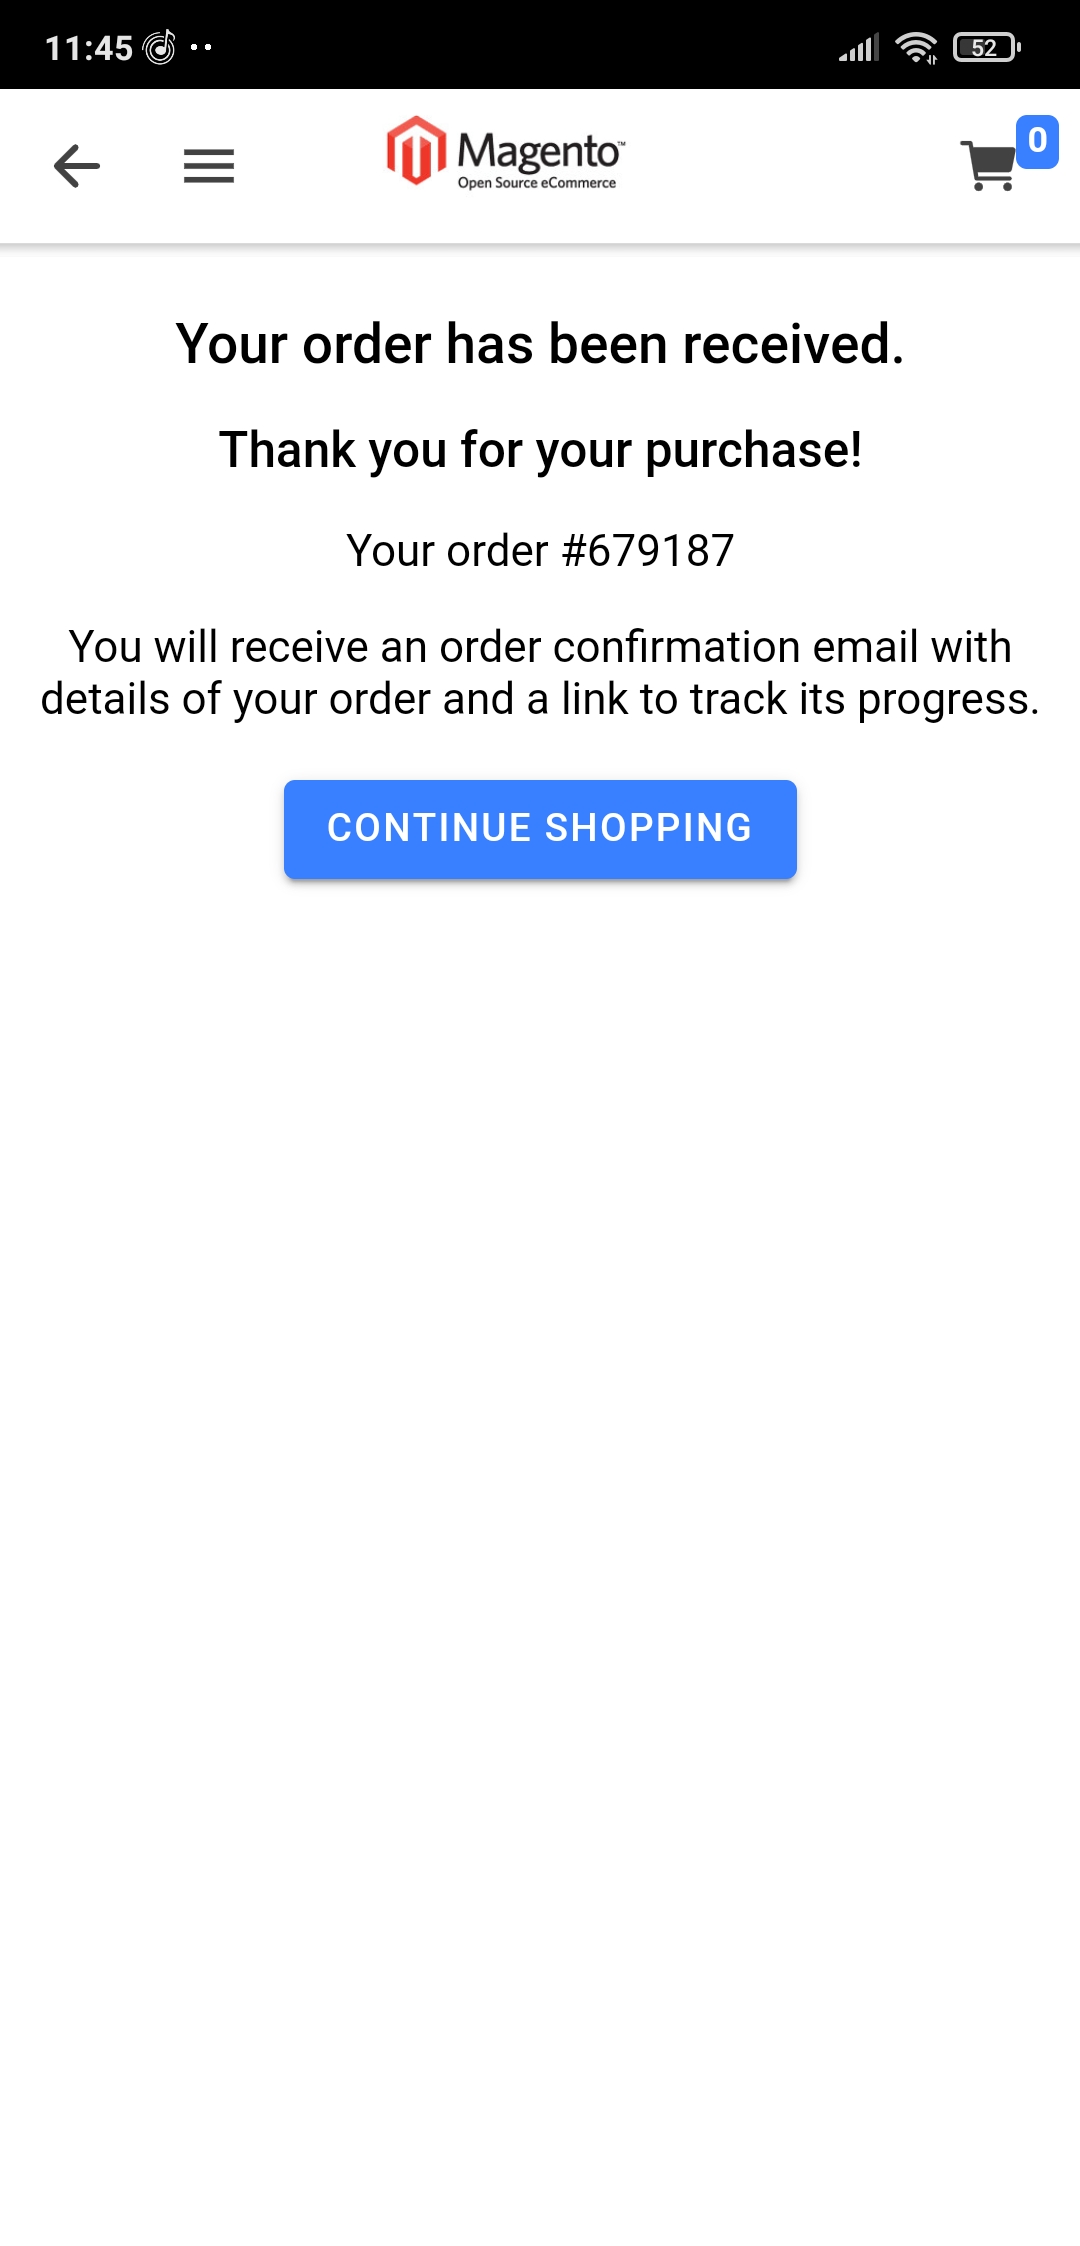 11:45
52
Magento™
Open Source eCommerce
0
Your order has been received.
Thank you for your purchase!
Your order #679187
You will receive an order confirmation email with
details of your order and a link to track its progress.
CONTINUE SHOPPING